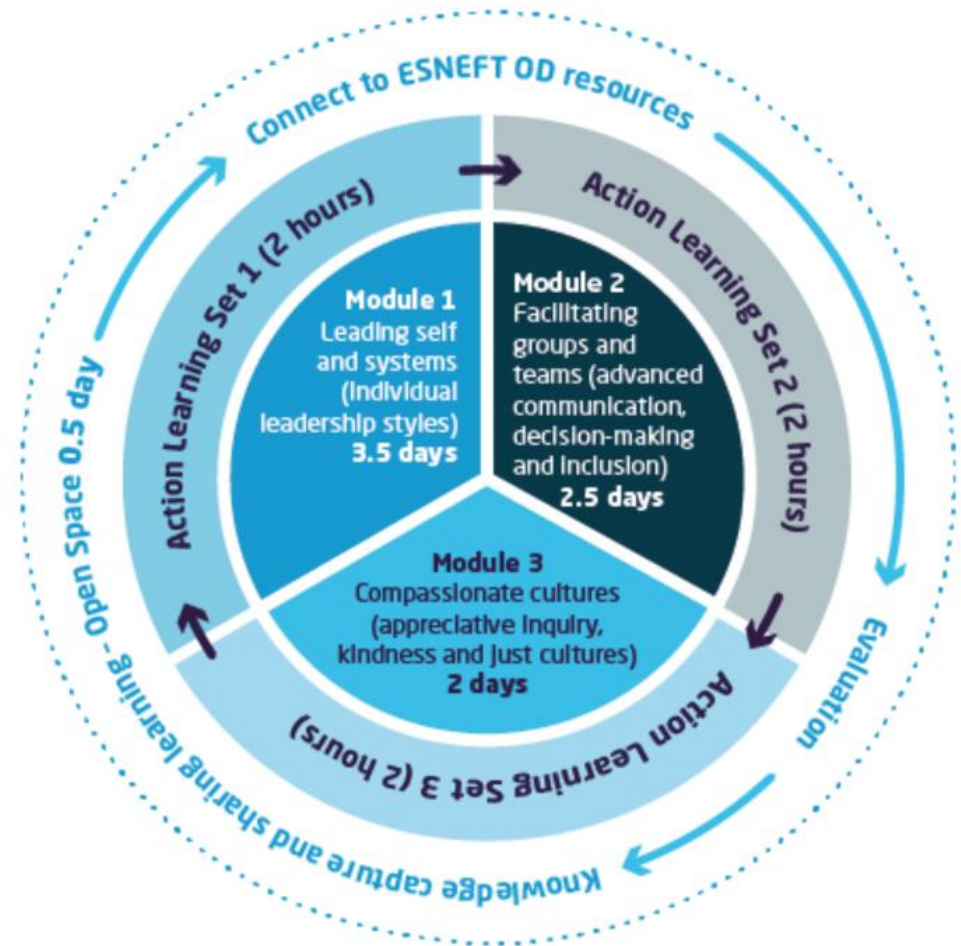 Connect to ESNEFT OD resources
Evaluation
Knowledge capture and sharing learning - Open Space 0.5 day
Action Learning Set 1 (2 hours)
Action Learning Set 2 (2 hours)
Action Learning Set 3 (2 hours)
Module 1
Leading self
and systems
(individual
leadership styles)
3.5 days
Module 2
Facilitating
groups and
teams (advanced
communication,
decision-making
and inclusion)
2.5 days
Module 3
Compassionate cultures
(appreciative inquiry,
kindness and just cultures)
2 days